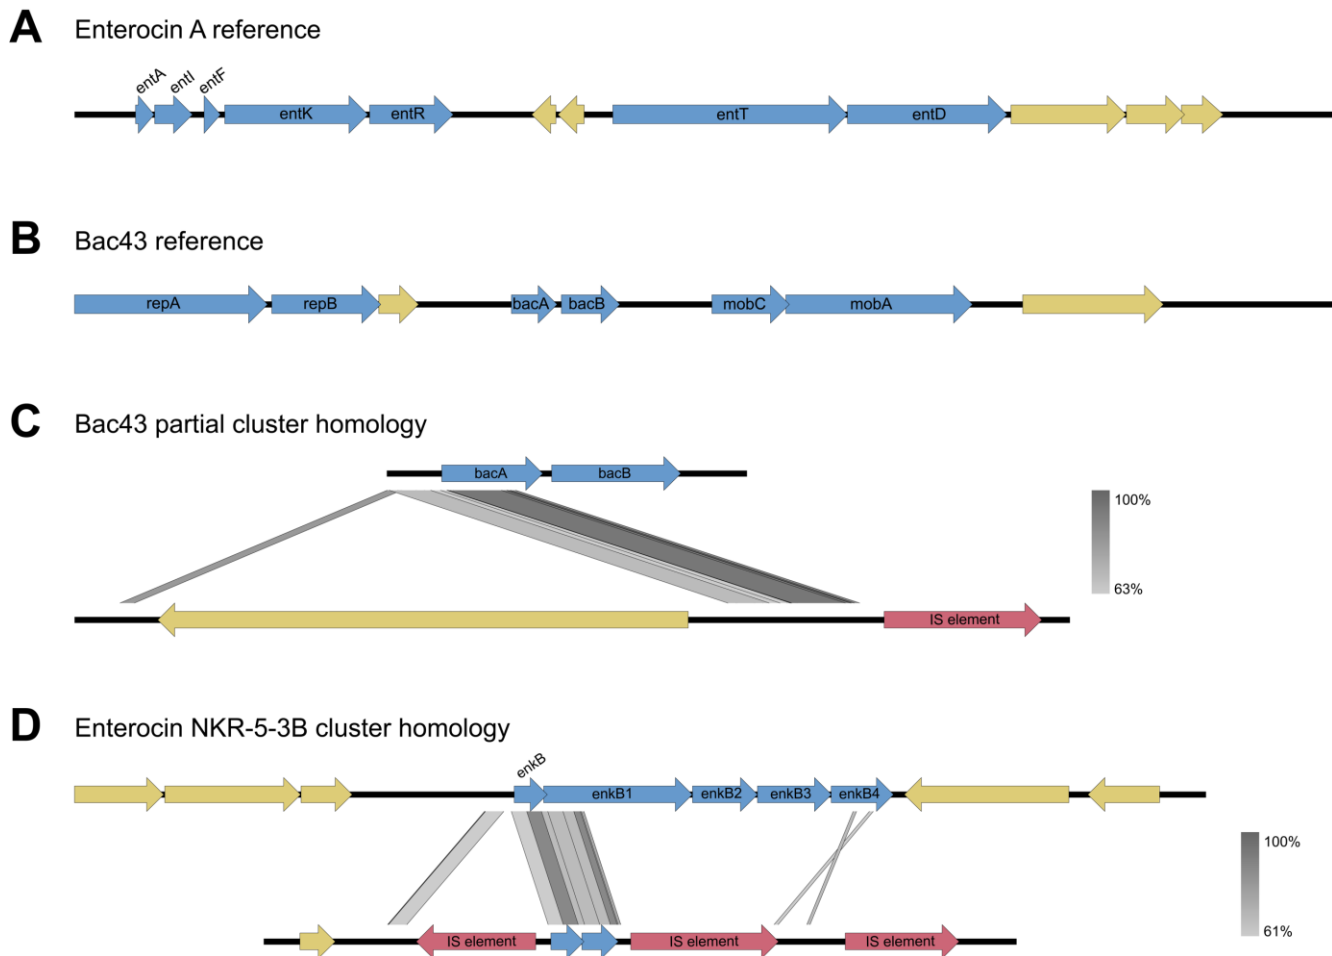 A Enterocin A reference
entA entI entF
entK entR entT entD
B Bac43 reference
repA repB bacA bacB mobC mobA
C Bac43 partial cluster homology
bacA bacB
100%
63%
IS element
D Enterocin NKR-5-3B cluster homology
enkB
enkB1 enkB2 enkB3 enkB4
100%
61%
IS element IS element IS element